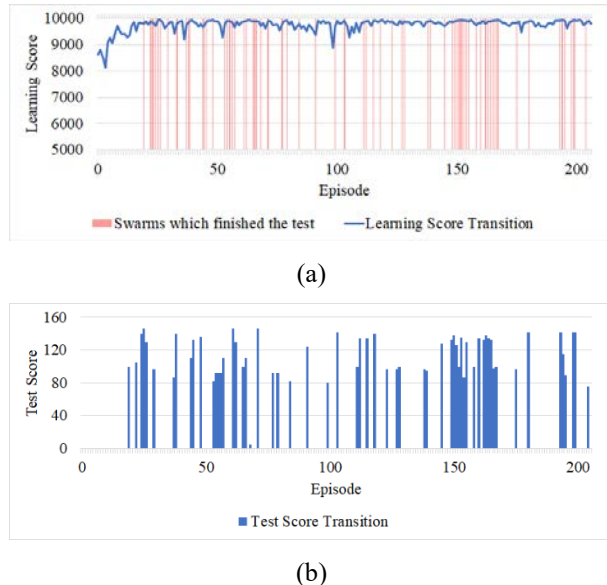 10000
9000
8000
7000
6000
5000
Learning Score
0 50 100 150 200
Episode
Swarms which finished the test Learning Score Transition
(a)
160
120
80
40
0
Test Score
0 50 100 150 200
Episode
Test Score Transition
(b)